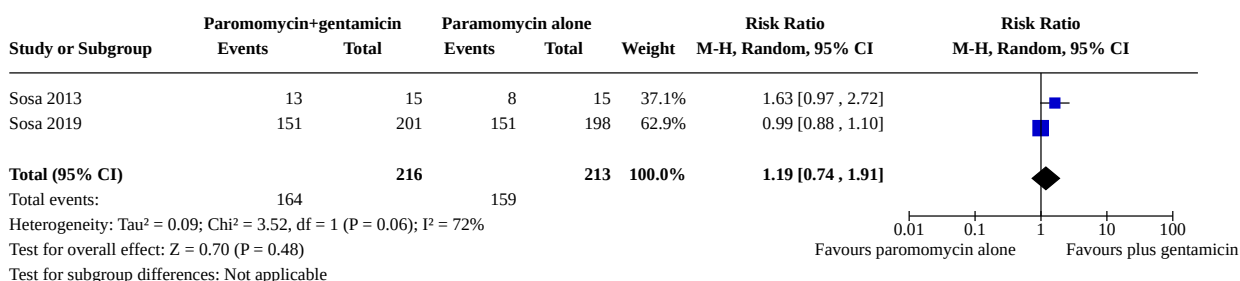 Paromomycin+gentamicin Paramomycin alone Risk Ratio Risk Ratio
Study or Subgroup Events Total Events Total Weight M-H, Random, 95% CI M-H, Random, 95% CI
Sosa 2013 13 15 8 15 37.1% 1.63 [0.97 , 2.72]
Sosa 2019 151 201 151 198 62.9% 0.99 [0.88 , 1.10]
Total (95% CI) 216 213 100.0% 1.19 [0.74 , 1.91]
Total events: 164 159
Heterogeneity: Tau² = 0.09; Chi² = 3.52, df = 1 (P = 0.06); I² = 72%
0.01 0.1 1 10 100
Test for overall effect: Z = 0.70 (P = 0.48) Favours paromomycin alone Favours plus gentamicin
Test for subgroup differences: Not applicable